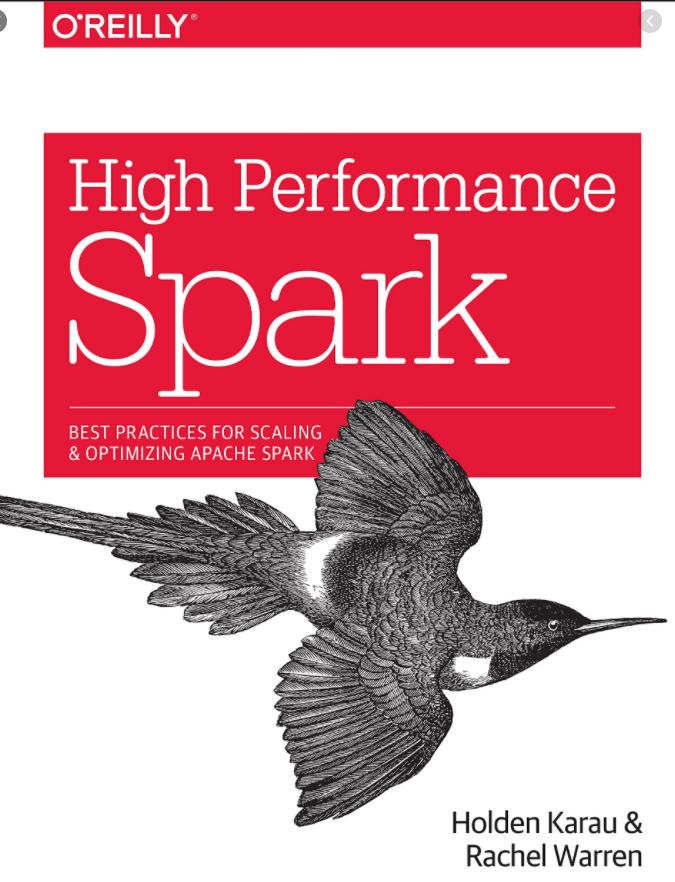 O'REILLY®
High Performance
Spark
BEST PRACTICES FOR SCALING
& OPTIMIZING APACHE SPARK
Holden Karau &
Rachel Warren